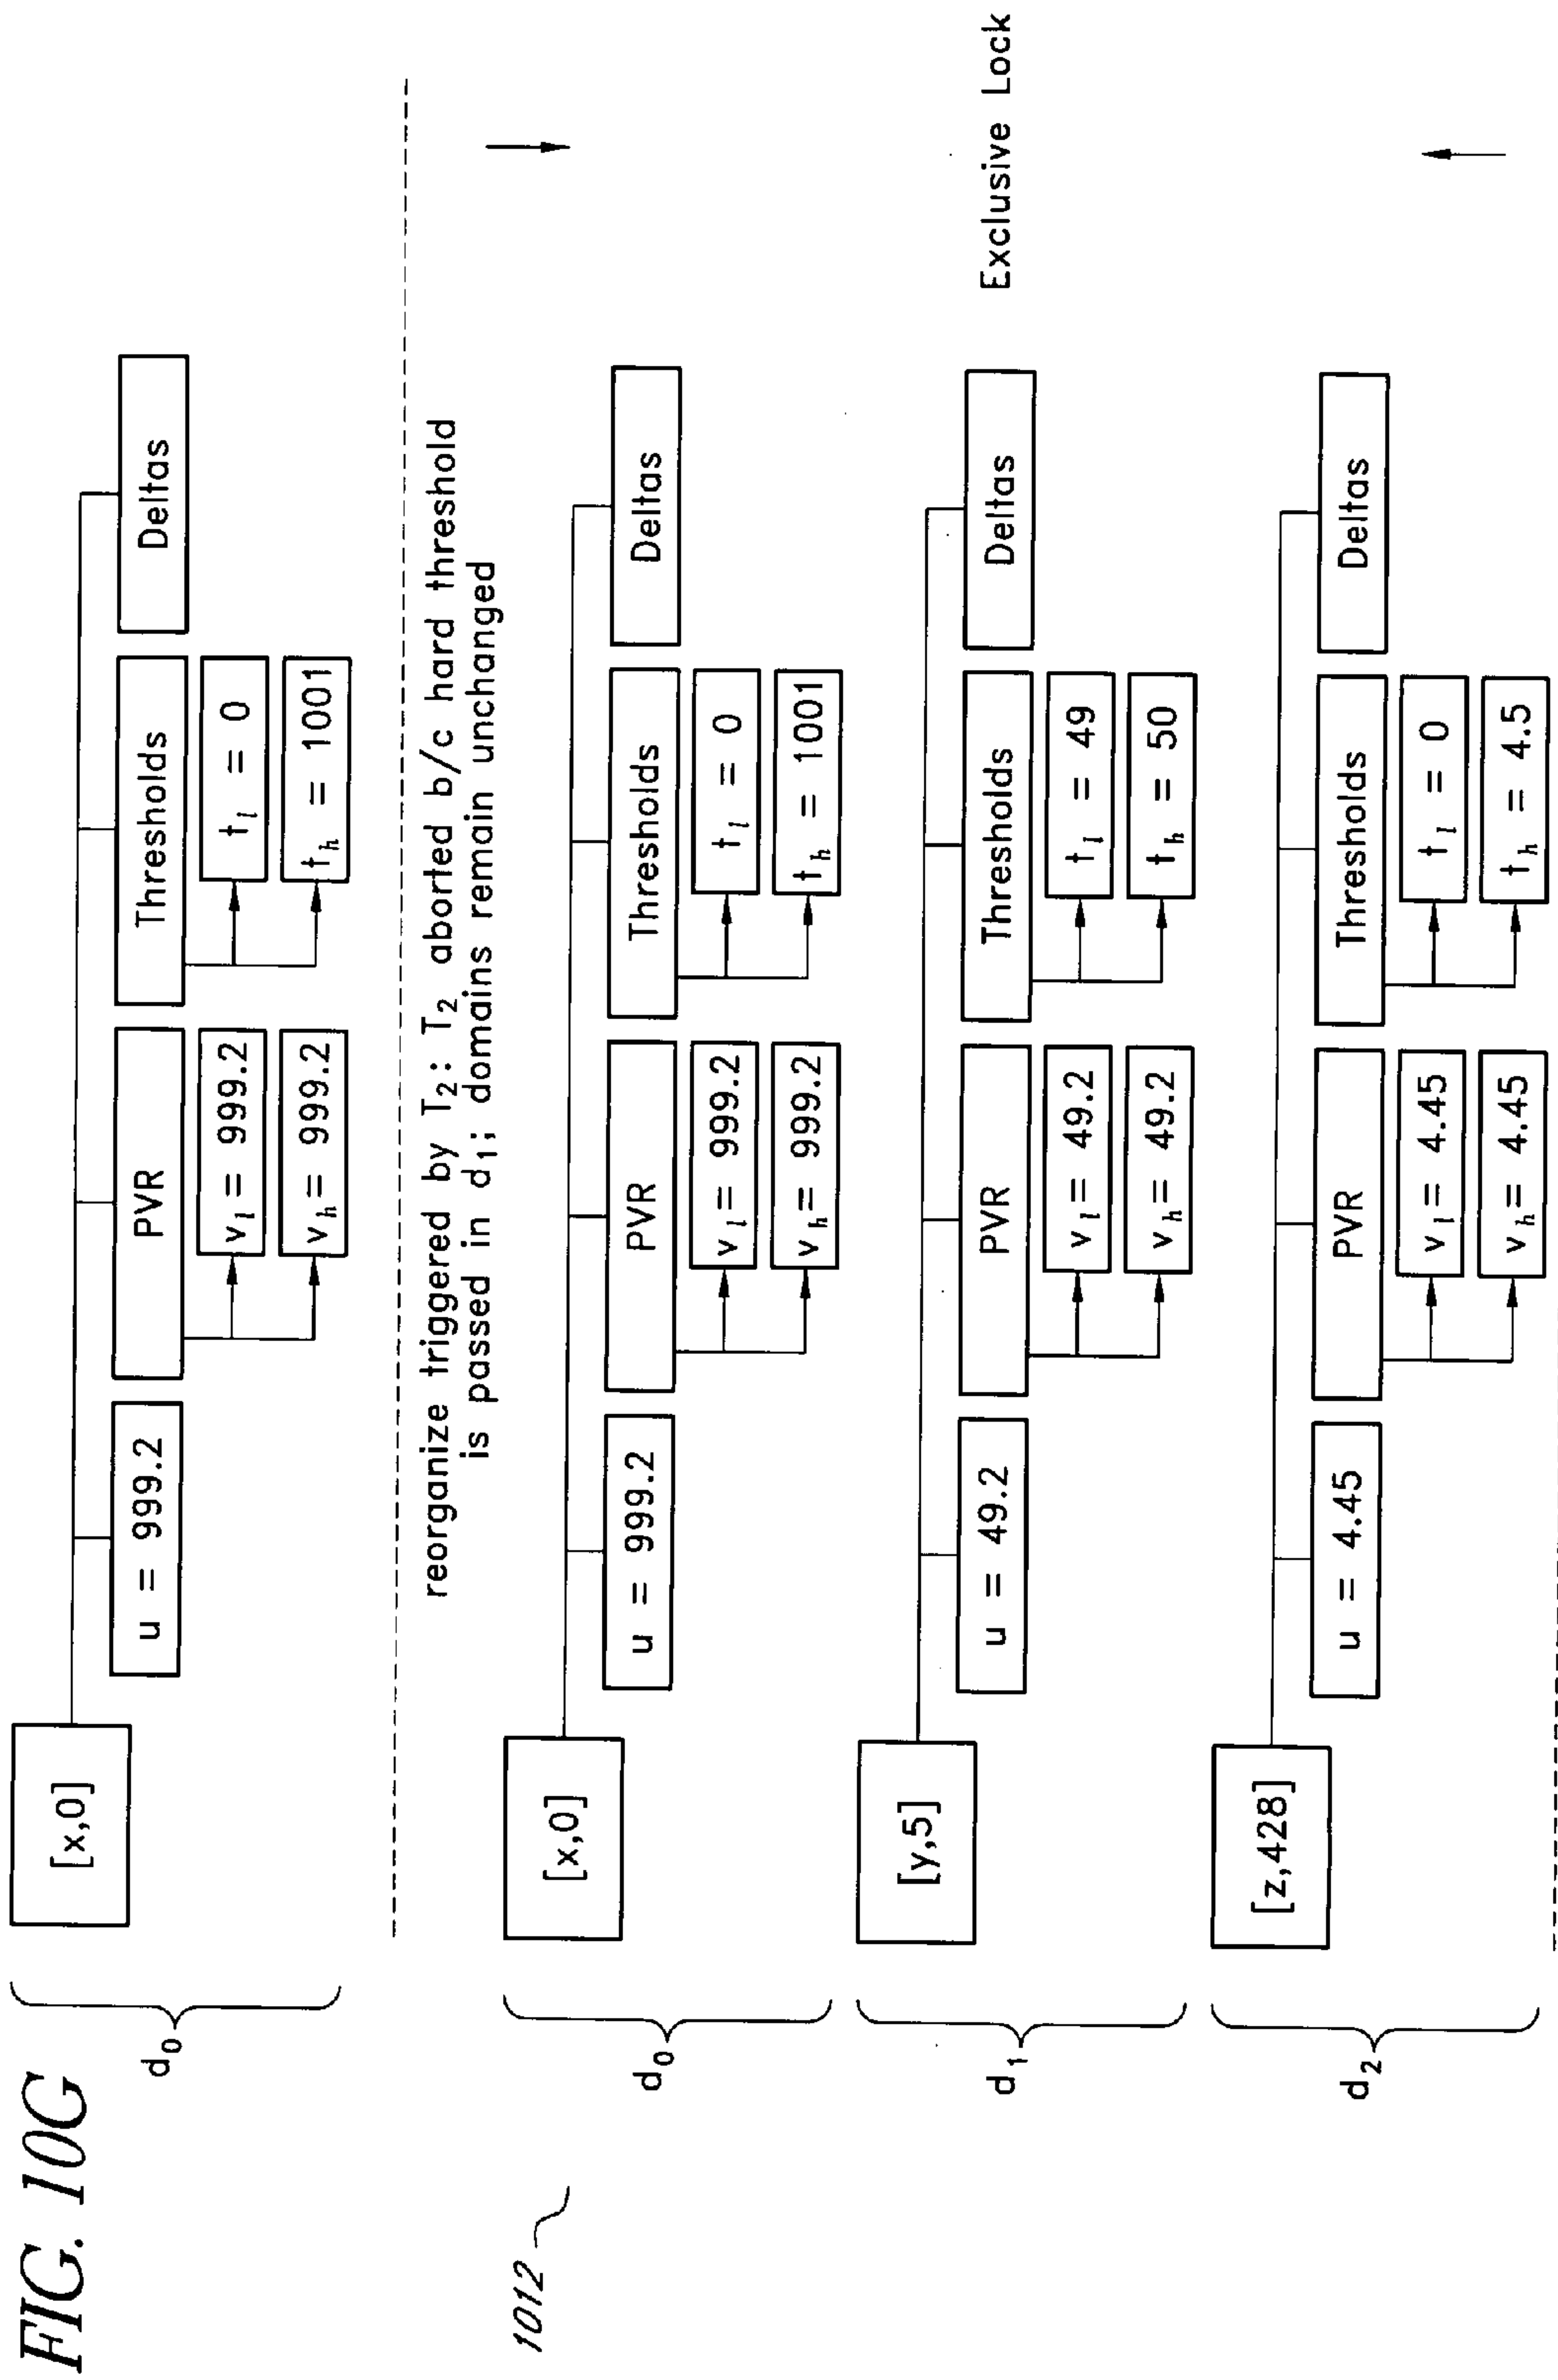 FIG. 10G
d0
[x,0]
u = 999.2
PVR
vl = 999.2
vh = 999.2
Thresholds
tl = 0
th = 1001
Deltas
reorganize triggered by T2: T2 aborted b/c hard threshold
is passed in d1; domains remain unchanged
1012
d0
[x,0]
u = 999.2
PVR
vl = 999.2
vh = 999.2
Thresholds
tl = 0
th = 1001
Deltas
d1
[y,5]
u = 49.2
PVR
vl = 49.2
vh = 49.2
Thresholds
tl = 49
th = 50
Deltas
Exclusive Lock
d2
[z,428]
u = 4.45
PVR
vl = 4.45
vh = 4.45
Thresholds
tl = 0
th = 4.5
Deltas